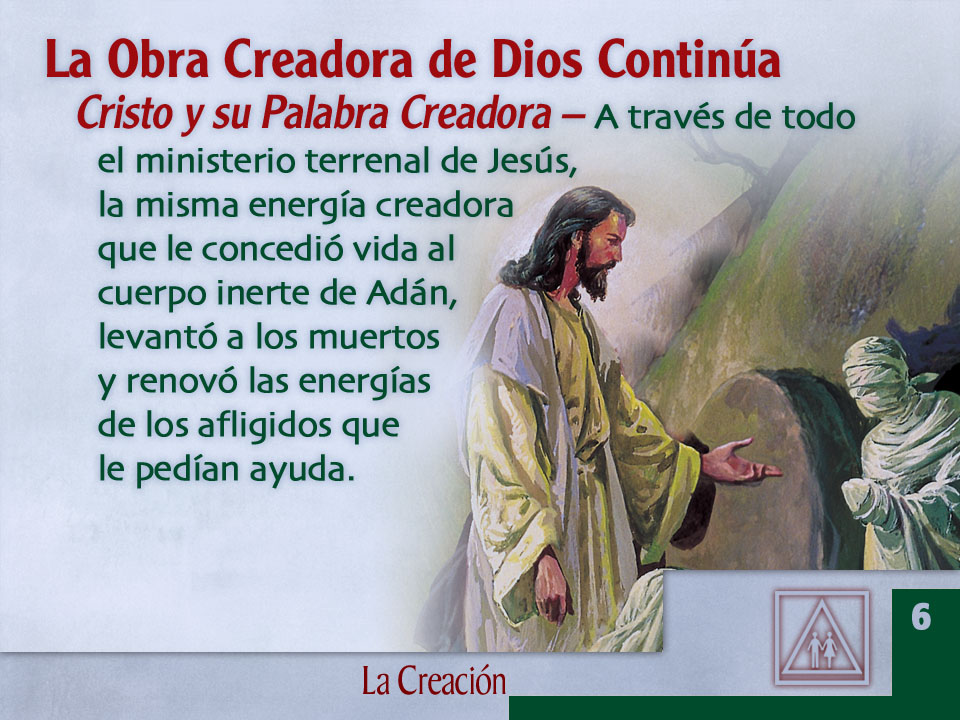 La Obra Creadora de Dios Continúa
Cristo y su Palabra Creadora – A través de todo
el ministerio terrenal de Jesús,
la misma energía creadora
que le concedió vida al
cuerpo inerte de Adán,
levantó a los muertos
y renovó las energías
de los afligidos que
le pedían ayuda.
6
La Creación